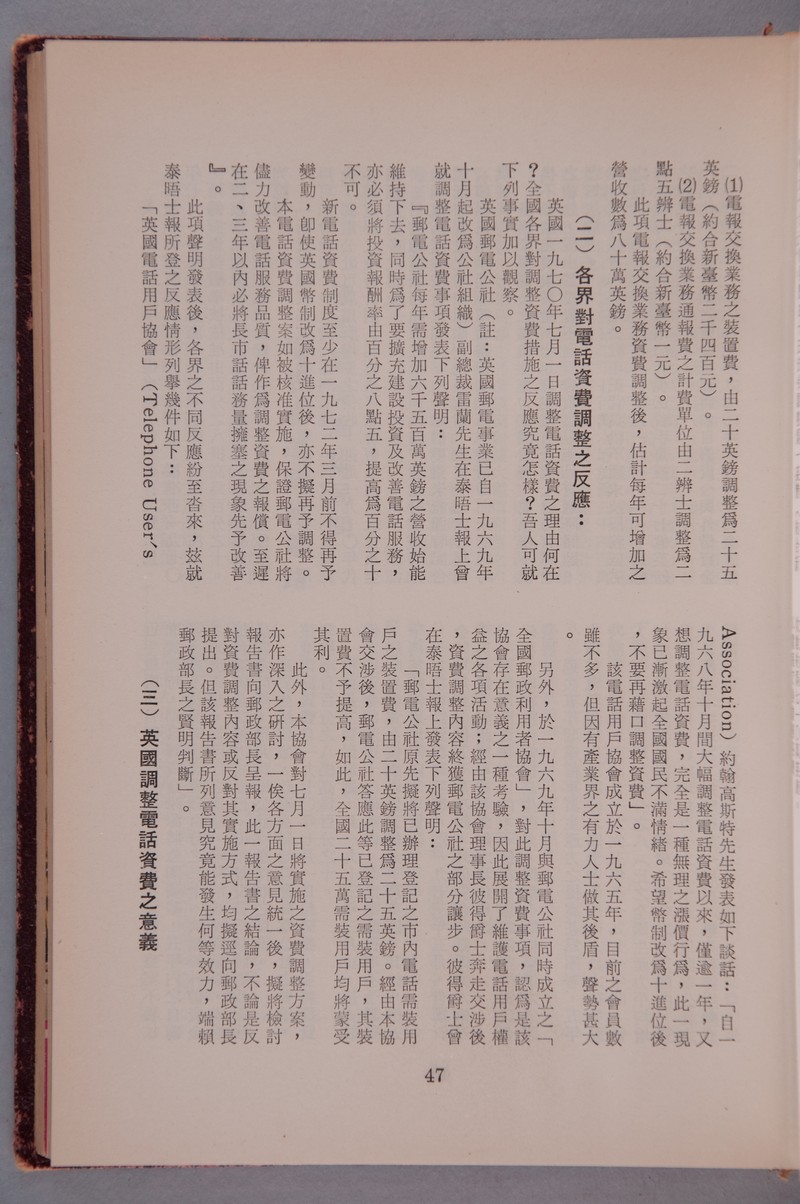 ⑴電報交換業務之裝置費，由二十英鎊調整爲二十五
英鎊（約合新臺幣二千四百元）。
⑵電報交換業務通報費之計費單位由二辨士調整爲二
點五辨士（約合新臺幣一元）。
此項電報交換業務資費調整後，估計每年可增加之
營收數爲八十萬英鎊。
（二）各界對電話資費調整之反應：
英國一九七〇年七月一日調整電話資費之理由何在
？全國各界對調整資費措施之反應究竟怎樣？吾人可就
下列事實加以觀察。
英國郵電公社（註：英國郵電事業已自一九六九年
十月起改爲公社組織）副總裁雷蘭先生在泰晤士報上曾
就調整電話資費事項發表下列聲明：
『郵電公社每年需增加六千五百萬英鎊之營收始能
維持下去，同時爲了要擴充建設投資及改善電話服務，
亦必須將投資報酬率由百分之八點五，提高爲百分之十
不可。
新電話資費制度至少在一九七二年三月前不得再予
變動，卽使英國幣制改爲十進位後，亦不擬再予調整。
本電話資費調整案如被核准實施，保證郵電公社將
儘力改善電話服務品質，俾作爲調整資費之報償。至遲
在二、三年以內必將長市話話務量擁塞之現象先予改善
』。
此項聲明發表後，各界之不同反應紛至沓來，玆就
泰晤士報所登之反應情形列舉幾件如下：
「英國電話用戶協會」（Telephone User's
Association）約翰高斯特先生發表如下談話：「自一
九六八年十月間大幅調整電話資費以來，僅逾一年，又
想調整電話資費，完全是一種無理之漲價行爲，此一現
象已漸激起全國國民不滿情緒。希望幣制改爲十進位後
，不要再藉口調整資費」。
該電話用戶協會成立於一九六五年，目前之會員數
雖不多，但因有產業界之有力人士做其後盾，聲勢甚大
。
另外，於一九六九年十月與郵電公社同時成立之「
全國郵政利用者協會」，對此調整資費事項，認爲是該
協會存在意義之一種考驗，因此展開了維護電話用戶權
益之各項活動；經由該協會理事長彼得爵士奔走交涉後
，資費調整內容終獲郵電公社之部分讓步。彼得爵士曾
在泰晤士報上發表下列聲明：
「郵電公社原先擬將已辦理登記之市內電話需裝用
戶之裝置費，由二十英鎊調整爲二十五英鎊。經由本協
會交涉後，郵電公社答應此等已登記之需裝用戶，其裝
置費不予提高，如此，全國二十五萬需裝用戶均將蒙受
其利。
此外，本協會對七月一日將實施之資費調整方案，
亦作深入之研討，一俟各方面之意見統一後，擬將檢討
報告書向郵政部長呈報，此一報告書之結論，不論是反
對資費調整內容或反對其實施方式，均擬逕向郵政部長
提出。但該報告書所列意見究竟能發生何等效力，端賴
郵政部長之賢明判斷」。
（三）英國調整電話資費之意義
47